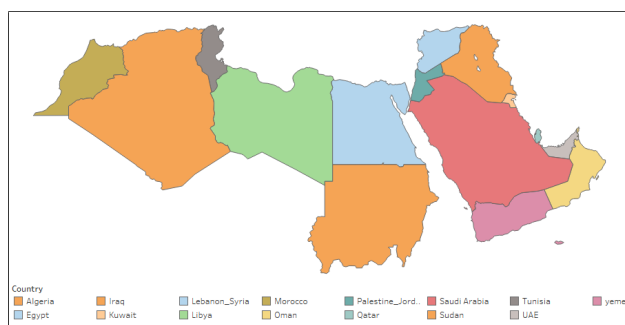 Country
Algeria Iraq Lebanon_Syria Morocco Palestine_Jord.. Saudi Arabia Tunisia yeme
Egypt Kuwait Libya Oman Qatar Sudan UAE